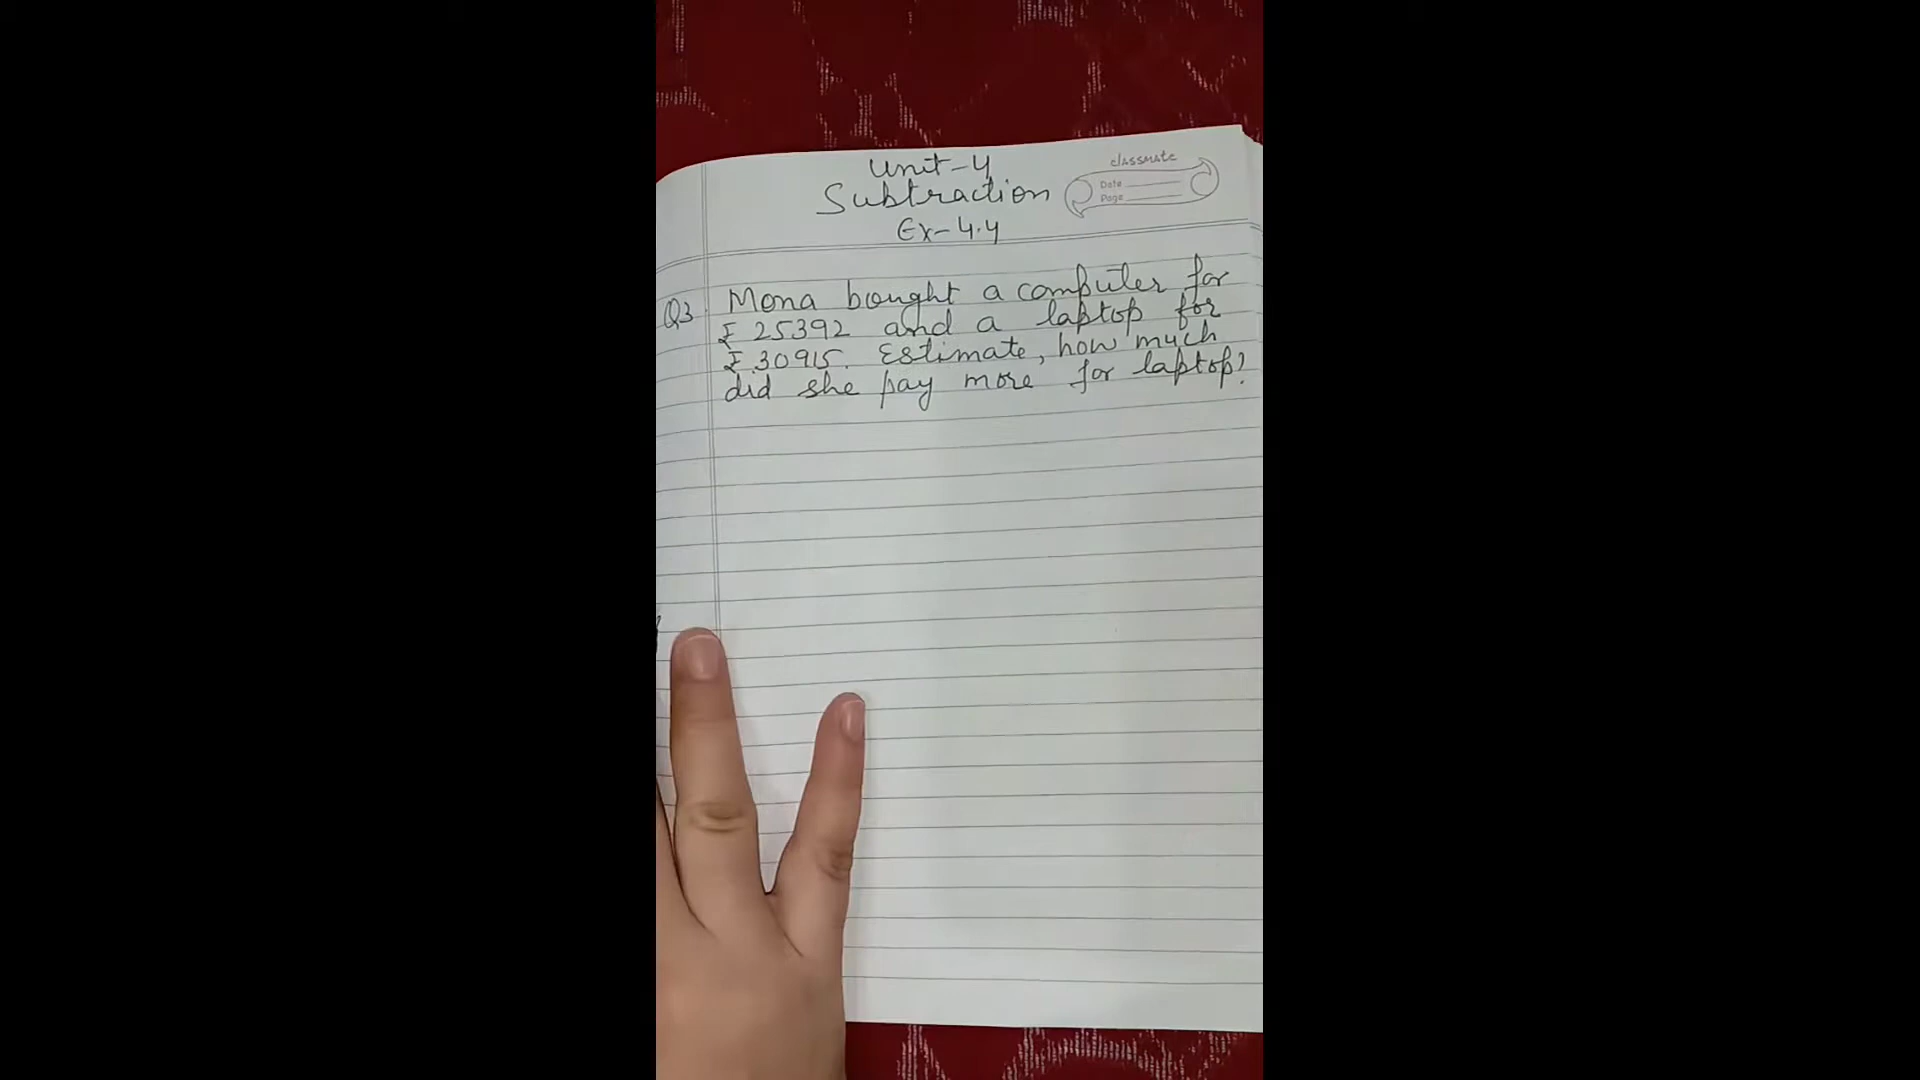 Unit-4
Subtraction
Ex-4.4
classmate
Date
Page
Q3. Mona bought a computer for
₹ 25392 and a laptop for
₹ 30915. Estimate, how much
did she pay more for laptop?